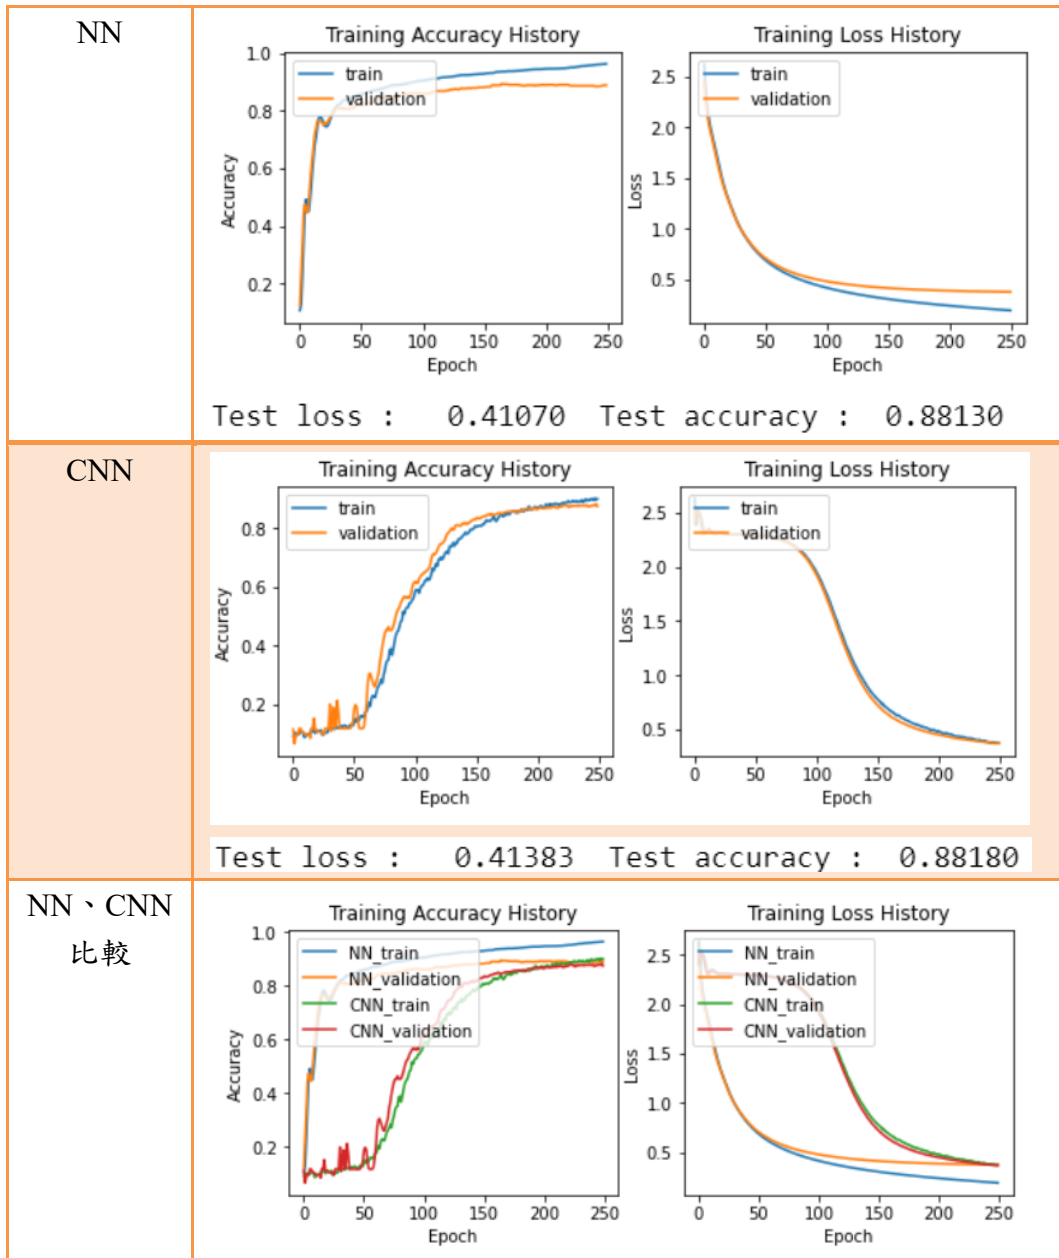 NN
Training Accuracy History
train
validation
1.0
0.8
0.6
0.4
0.2
Accuracy
0 50 100 150 200 250
Epoch
Training Loss History
train
validation
2.5
2.0
1.5
1.0
0.5
Loss
0 50 100 150 200 250
Epoch
Test loss : 0.41070 Test accuracy : 0.88130
CNN
Training Accuracy History
train
validation
0.8
0.6
0.4
0.2
Accuracy
0 50 100 150 200 250
Epoch
Training Loss History
train
validation
2.5
2.0
1.5
1.0
0.5
Loss
0 50 100 150 200 250
Epoch
Test loss : 0.41383 Test accuracy : 0.88180
NN、CNN
比較
Training Accuracy History
NN_train
NN_validation
CNN_train
CNN_validation
1.0
0.8
0.6
0.4
0.2
Accuracy
0 50 100 150 200 250
Epoch
Training Loss History
NN_train
NN_validation
CNN_train
CNN_validation
2.5
2.0
1.5
1.0
0.5
Loss
0 50 100 150 200 250
Epoch